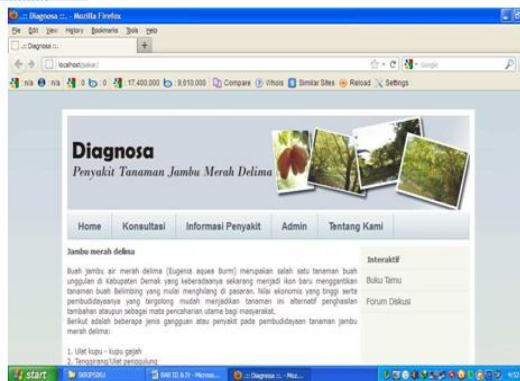 .:: Diagnosa ::. - Mozilla Firefox
File Edit View History Bookmarks Tools Help
.:: Diagnosa ::.
localhost/pakar/
Google
n/a n/a 0 0 17,400,000 9,610,000 Compare Whois Similar Sites Reload Settings
Diagnosa
Penyakit Tanaman Jambu Merah Delima
Home Konsultasi Informasi Penyakit Admin Tentang Kami
Jambu merah delima
Buah jambu air merah delima (Eugenia aquea Burm) merupakan salah satu tanaman buah
unggulan di Kabupaten Demak yang keberadaanya sekarang menjadi ikon baru menggantikan
tanaman buah Belimbing yang mulai menghilang di pasaran. Nilai ekonomis yang tinggi serta
pembudidayaanya yang tergolong mudah menjadikan tanaman ini alternatif penghasilan
tambahan ataupun sebagai mata pencaharian utama bagi masyarakat.
Berikut adalah beberapa jenis gangguan atau penyakit pada pembudidayaan tanaman jambu
merah delima:
1. Ulat kupu - kupu gajah
2. Tenggirang/Ulat penggulung
Interaktif
Buku Tamu
Forum Diskusi
start SKRIPSIKU BAB III & IV - Micros... .:: Diagnosa ::. - Moz...